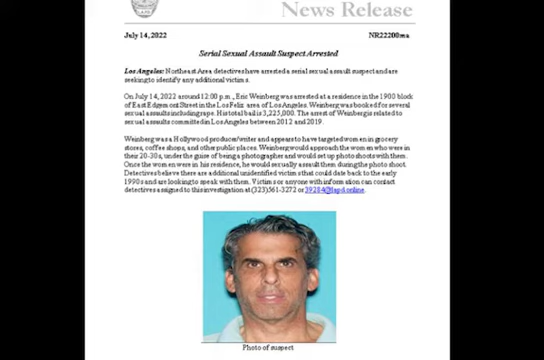 News Release
July 14, 2022 NR22200ma
Serial Sexual Assault Suspect Arrested
Los Angeles: Northeast Area detectives have arrested a serial sexual assault suspect and are
seeking to identify any additional victims.
On July 14, 2022 around 12:00 p.m., Eric Weinberg was arrested at a residence in the 1900 block
of East Edgemont Street in the Los Feliz area of Los Angeles. Weinberg was booked for several
sexual assaults including rape. His total bail is 3,225,000. The arrest of Weinberg is related to
sexual assaults committed in Los Angeles between 2012 and 2019.
Weinberg was a Hollywood producer/writer and appears to have targeted women in grocery
stores, coffee shops, and other public places. Weinberg would approach the women who were in
their 20-30s, under the guise of being a photographer and would set up photo shoots with them.
Once the women were in his residence, he would sexually assault them during the photo shoot.
Detectives believe there are additional unidentified victims that could date back to the early
1990s and are looking to speak with them. Victims or anyone with information can contact
detectives assigned to this investigation at (323)561-3272 or 39284@lapd.online.
Photo of suspect